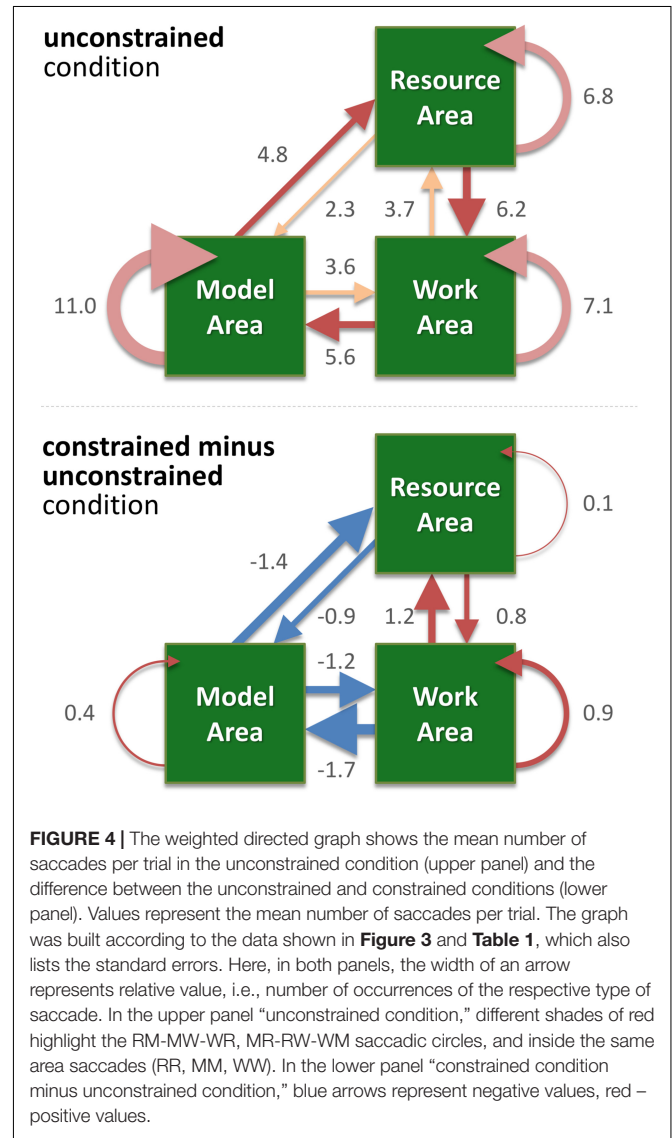 unconstrained
condition
Resource
Area
6.8
4.8
2.3
3.7
6.2
11.0
Model
Area
3.6
5.6
Work
Area
7.1
constrained minus
unconstrained
condition
Resource
Area
0.1
-1.4
-0.9
1.2
0.8
0.4
Model
Area
-1.2
-1.7
Work
Area
0.9
FIGURE 4 | The weighted directed graph shows the mean number of
saccades per trial in the unconstrained condition (upper panel) and the
difference between the unconstrained and constrained conditions (lower
panel). Values represent the mean number of saccades per trial. The graph
was built according to the data shown in Figure 3 and Table 1, which also
lists the standard errors. Here, in both panels, the width of an arrow
represents relative value, i.e., number of occurrences of the respective type of
saccade. In the upper panel “unconstrained condition,” different shades of red
highlight the RM-MW-WR, MR-RW-WM saccadic circles, and inside the same
area saccades (RR, MM, WW). In the lower panel “constrained condition
minus unconstrained condition,” blue arrows represent negative values, red –
positive values.